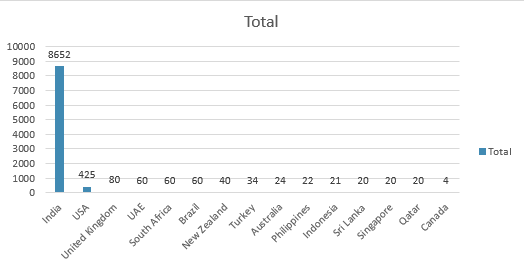 Total
10000
9000
8000
7000
6000
5000
4000
3000
2000
1000
0
8652
425
80
60
60
60
40
34
24
22
21
20
20
20
4
India
USA
United Kingdom
UAE
South Africa
Brazil
New Zealand
Turkey
Australia
Philippines
Indonesia
Sri Lanka
Singapore
Qatar
Canada
Total